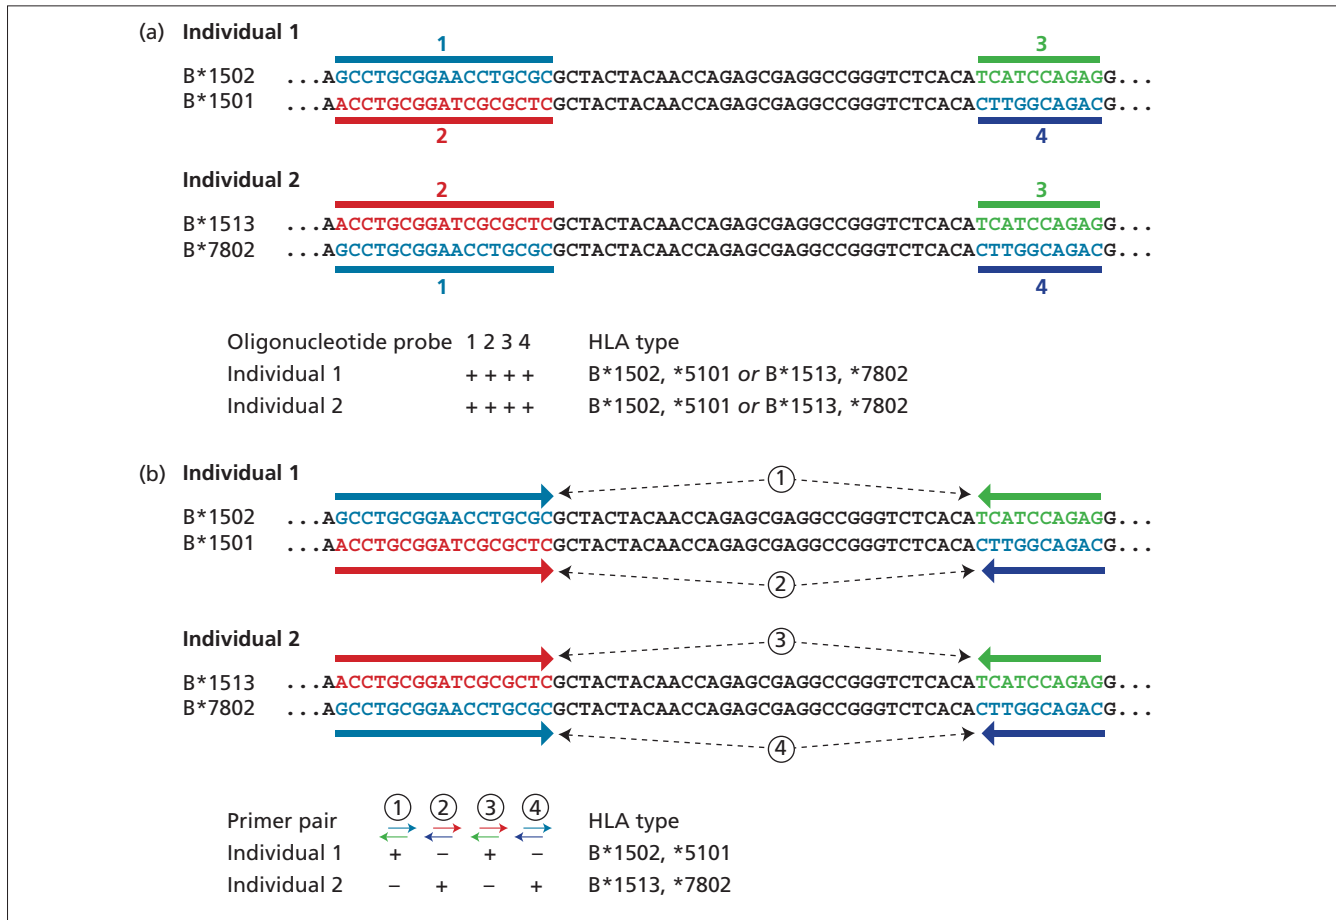 (a) Individual 1
1 3
B*1502 ...AGCCTGCGGAACCTGCGCGCTACTACAACCAGAGCGAGGCCGGGTCTCACATCATCCAGAGG...
B*1501 ...AACCTGCGGATCGCGCTCGCTACTACAACCAGAGCGAGGCCGGGTCTCACACTTGGCAGACG...
2 4
Individual 2
2 3
B*1513 ...AACCTGCGGATCGCGCTCGCTACTACAACCAGAGCGAGGCCGGGTCTCACATCATCCAGAGG...
B*7802 ...AGCCTGCGGAACCTGCGCGCTACTACAACCAGAGCGAGGCCGGGTCTCACACTTGGCAGACG...
1 4
Oligonucleotide probe 1 2 3 4 HLA type
Individual 1 + + + + B*1502, *5101 or B*1513, *7802
Individual 2 + + + + B*1502, *5101 or B*1513, *7802
(b) Individual 1
1
B*1502 ...AGCCTGCGGAACCTGCGCGCTACTACAACCAGAGCGAGGCCGGGTCTCACATCATCCAGAGG...
B*1501 ...AACCTGCGGATCGCGCTCGCTACTACAACCAGAGCGAGGCCGGGTCTCACACTTGGCAGACG...
2
Individual 2
3
B*1513 ...AACCTGCGGATCGCGCTCGCTACTACAACCAGAGCGAGGCCGGGTCTCACATCATCCAGAGG...
B*7802 ...AGCCTGCGGAACCTGCGCGCTACTACAACCAGAGCGAGGCCGGGTCTCACACTTGGCAGACG...
4
1 2 3 4
Primer pair HLA type
Individual 1 + – + – B*1502, *5101
Individual 2 – + – + B*1513, *7802